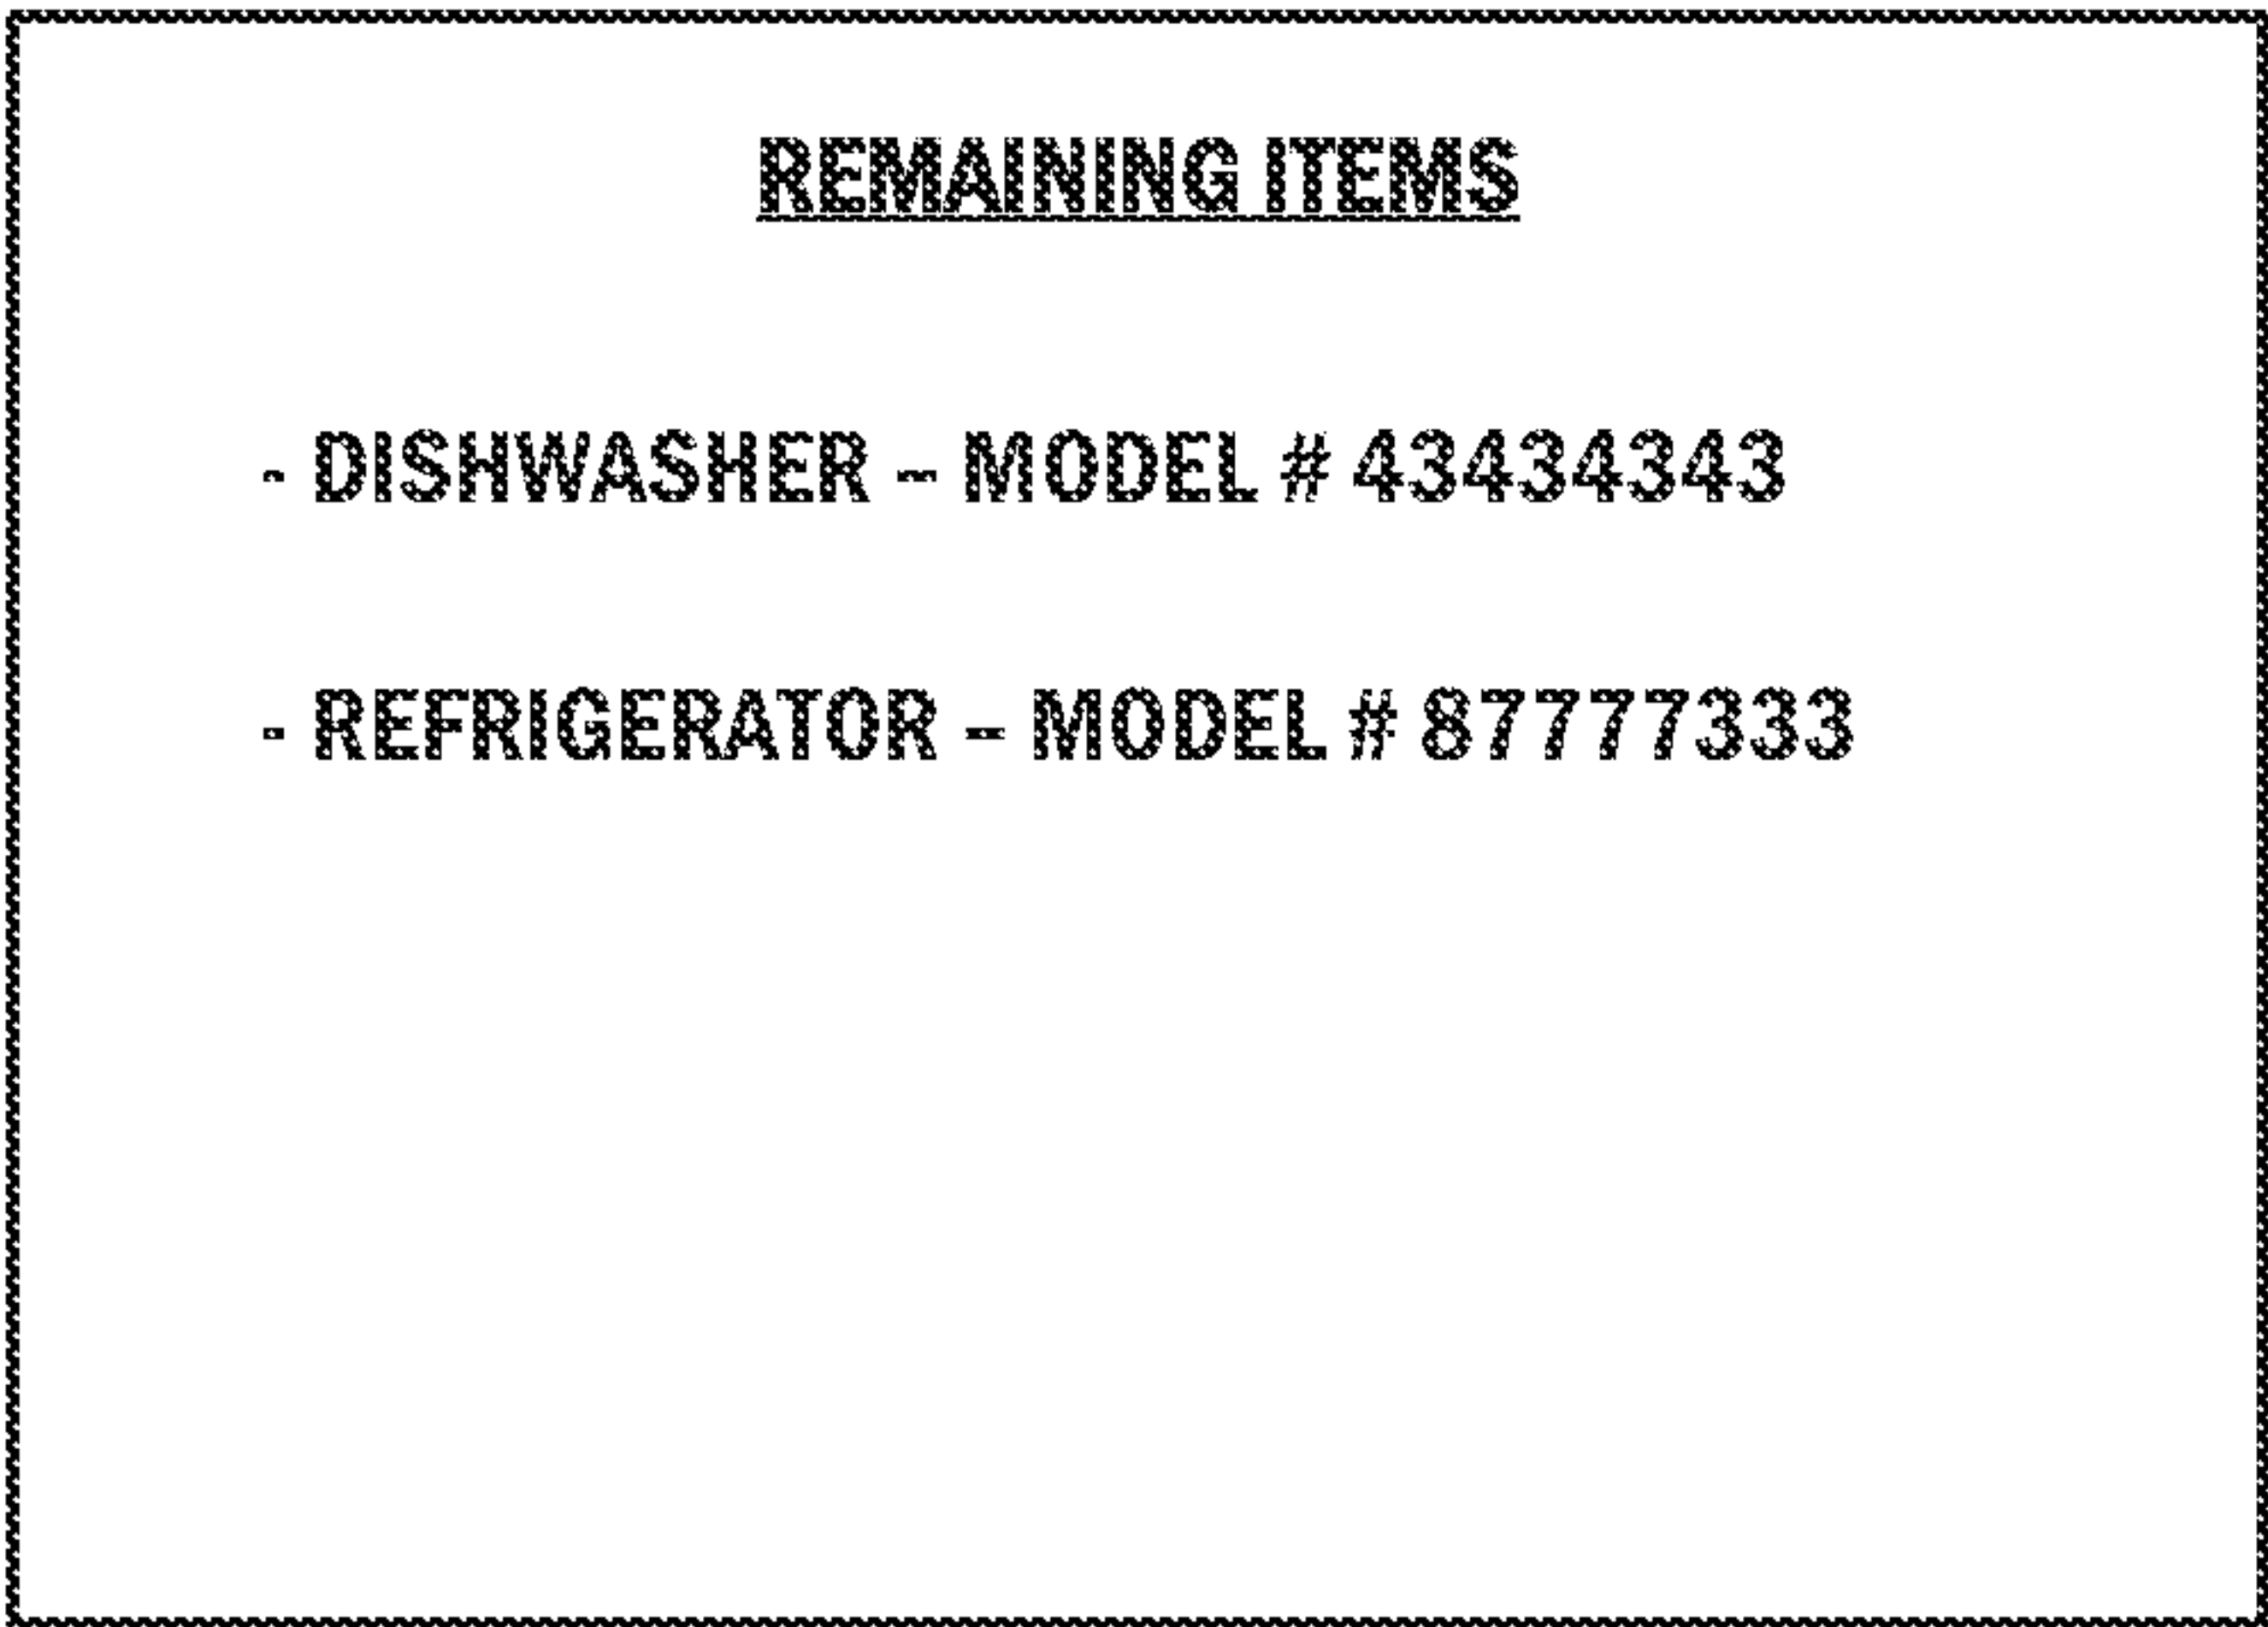 REMAINING ITEMS
- DISHWASHER – MODEL # 43434343
- REFRIGERATOR – MODEL # 87777333